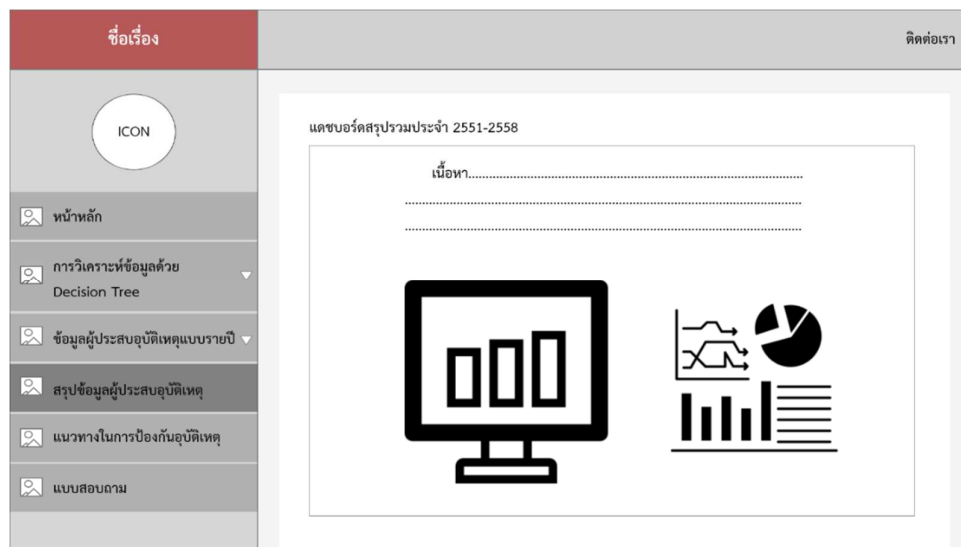 ชื่อเรื่อง
ติดต่อเรา
ICON
หน้าหลัก
การวิเคราะห์ข้อมูลด้วย
Decision Tree
ข้อมูลผู้ประสบอุบัติเหตุแบบรายปี
สรุปข้อมูลผู้ประสบอุบัติเหตุ
แนวทางในการป้องกันอุบัติเหตุ
แบบสอบถาม
แดชบอร์ดสรุปรวมประจำ 2551-2558
เนื้อหา....................................................................................
..................................................................................................
..................................................................................................